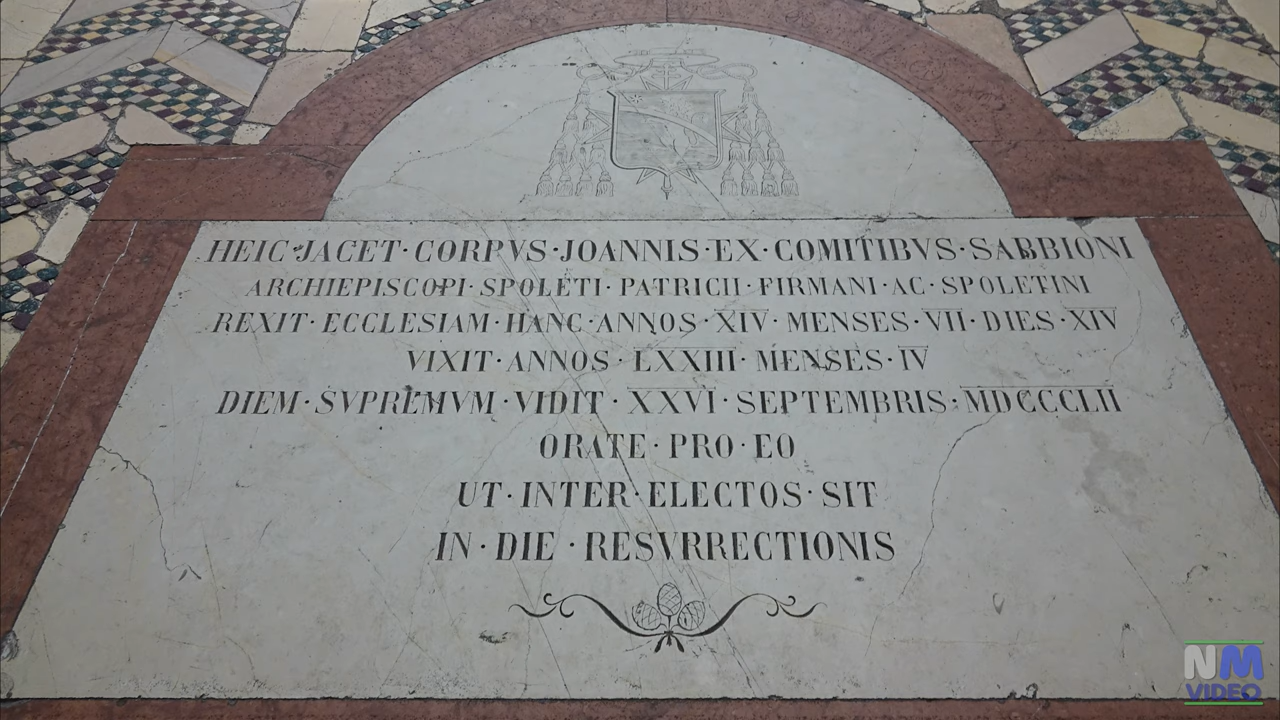 HEIC·JACET·CORPVS·JOANNIS·EX·COMITIBVS·SABBIONI
ARCHIEPISCOPI·SPOLETI·PATRICII·FIRMANI·AC·SPOLETINI
REXIT·ECCLESIAM·HANC·ANNOS·XIV·MENSES·VII·DIES·XIV
VIXIT·ANNOS·LXXIII·MENSES·IV
DIEM·SVPREMVM·VIDIT·XXVI·SEPTEMBRIS·MDCCCLII
ORATE·PRO·EO
UT·INTER·ELECTOS·SIT
IN·DIE·RESVRRECTIONIS
NM
VIDEO